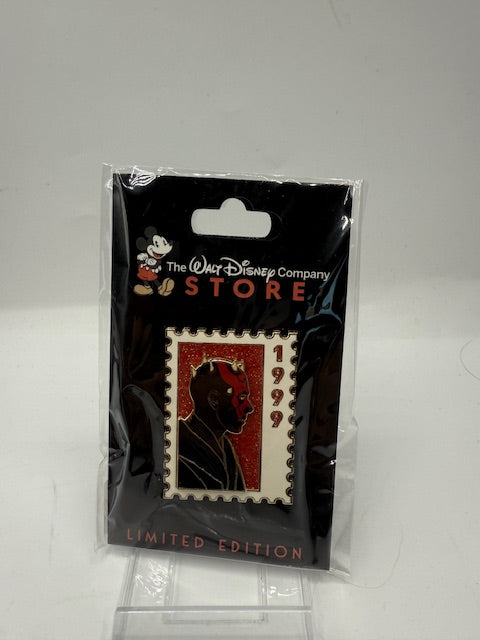 The WALT DISNEY Company
STORE
1999
LIMITED EDITION